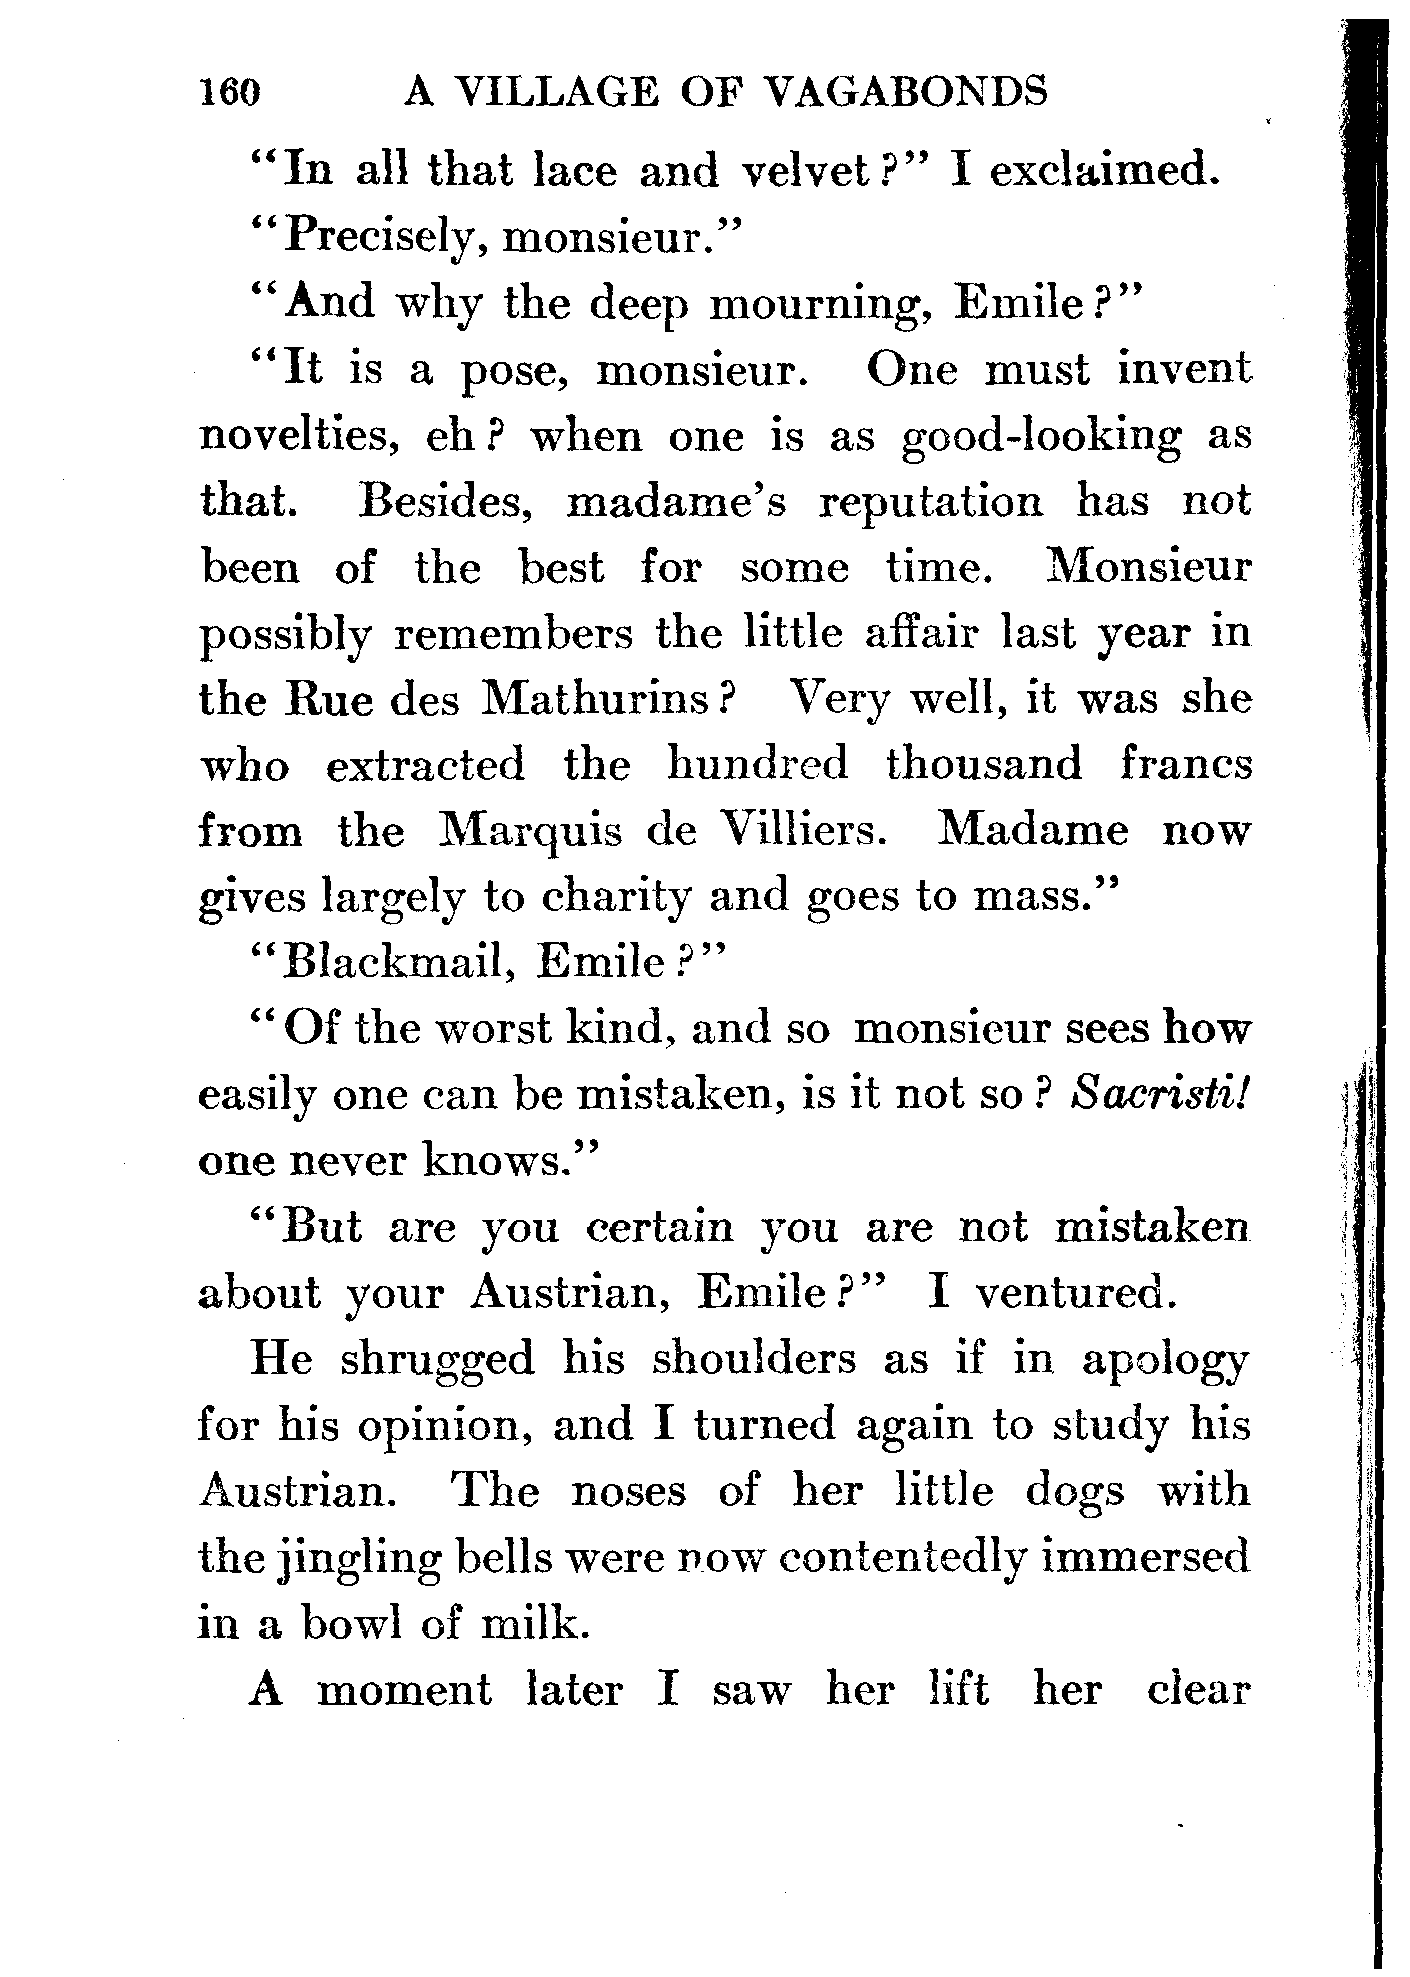 160 A VILLAGE OF VAGABONDS
“In all that lace and velvet?” I exclaimed.
“Precisely, monsieur.”
“And why the deep mourning, Emile?”
“It is a pose, monsieur. One must invent
novelties, eh? when one is as good-looking as
that. Besides, madame’s reputation has not
been of the best for some time. Monsieur
possibly remembers the little affair last year in
the Rue des Mathurins? Very well, it was she
who extracted the hundred thousand francs
from the Marquis de Villiers. Madame now
gives largely to charity and goes to mass.”
“Blackmail, Emile?”
“Of the worst kind, and so monsieur sees how
easily one can be mistaken, is it not so? Sacristi!
one never knows.”
“But are you certain you are not mistaken
about your Austrian, Emile?” I ventured.
He shrugged his shoulders as if in apology
for his opinion, and I turned again to study his
Austrian. The noses of her little dogs with
the jingling bells were now contentedly immersed
in a bowl of milk.
A moment later I saw her lift her clear